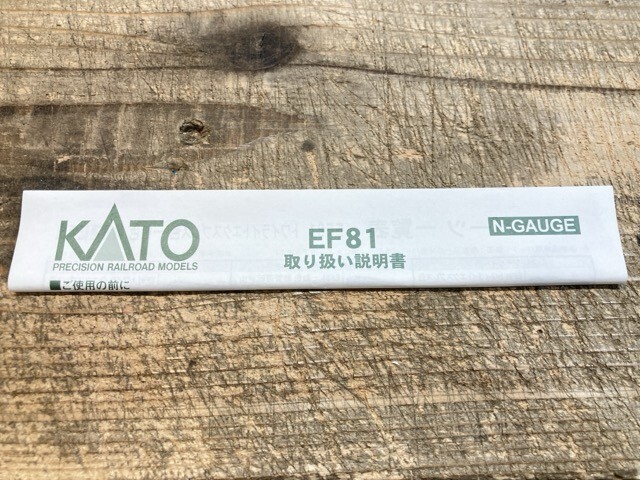 KATO
PRECISION RAILROAD MODELS
EF81
取り扱い説明書
N-GAUGE
■ご使用の前に